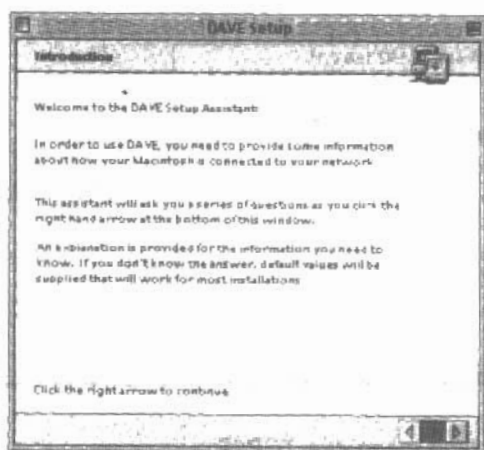 DAVE Setup
Introduction
Welcome to the DAVE Setup Assistant
In order to use DAVE, you need to provide some information
about how your Macintosh is connected to your network
This assistant will ask you a series of questions as you click the
right hand arrow at the bottom of this window.
An explanation is provided for the information you need to
know. If you don't know the answer, default values will be
supplied that will work for most installations
Click the right arrow to continue